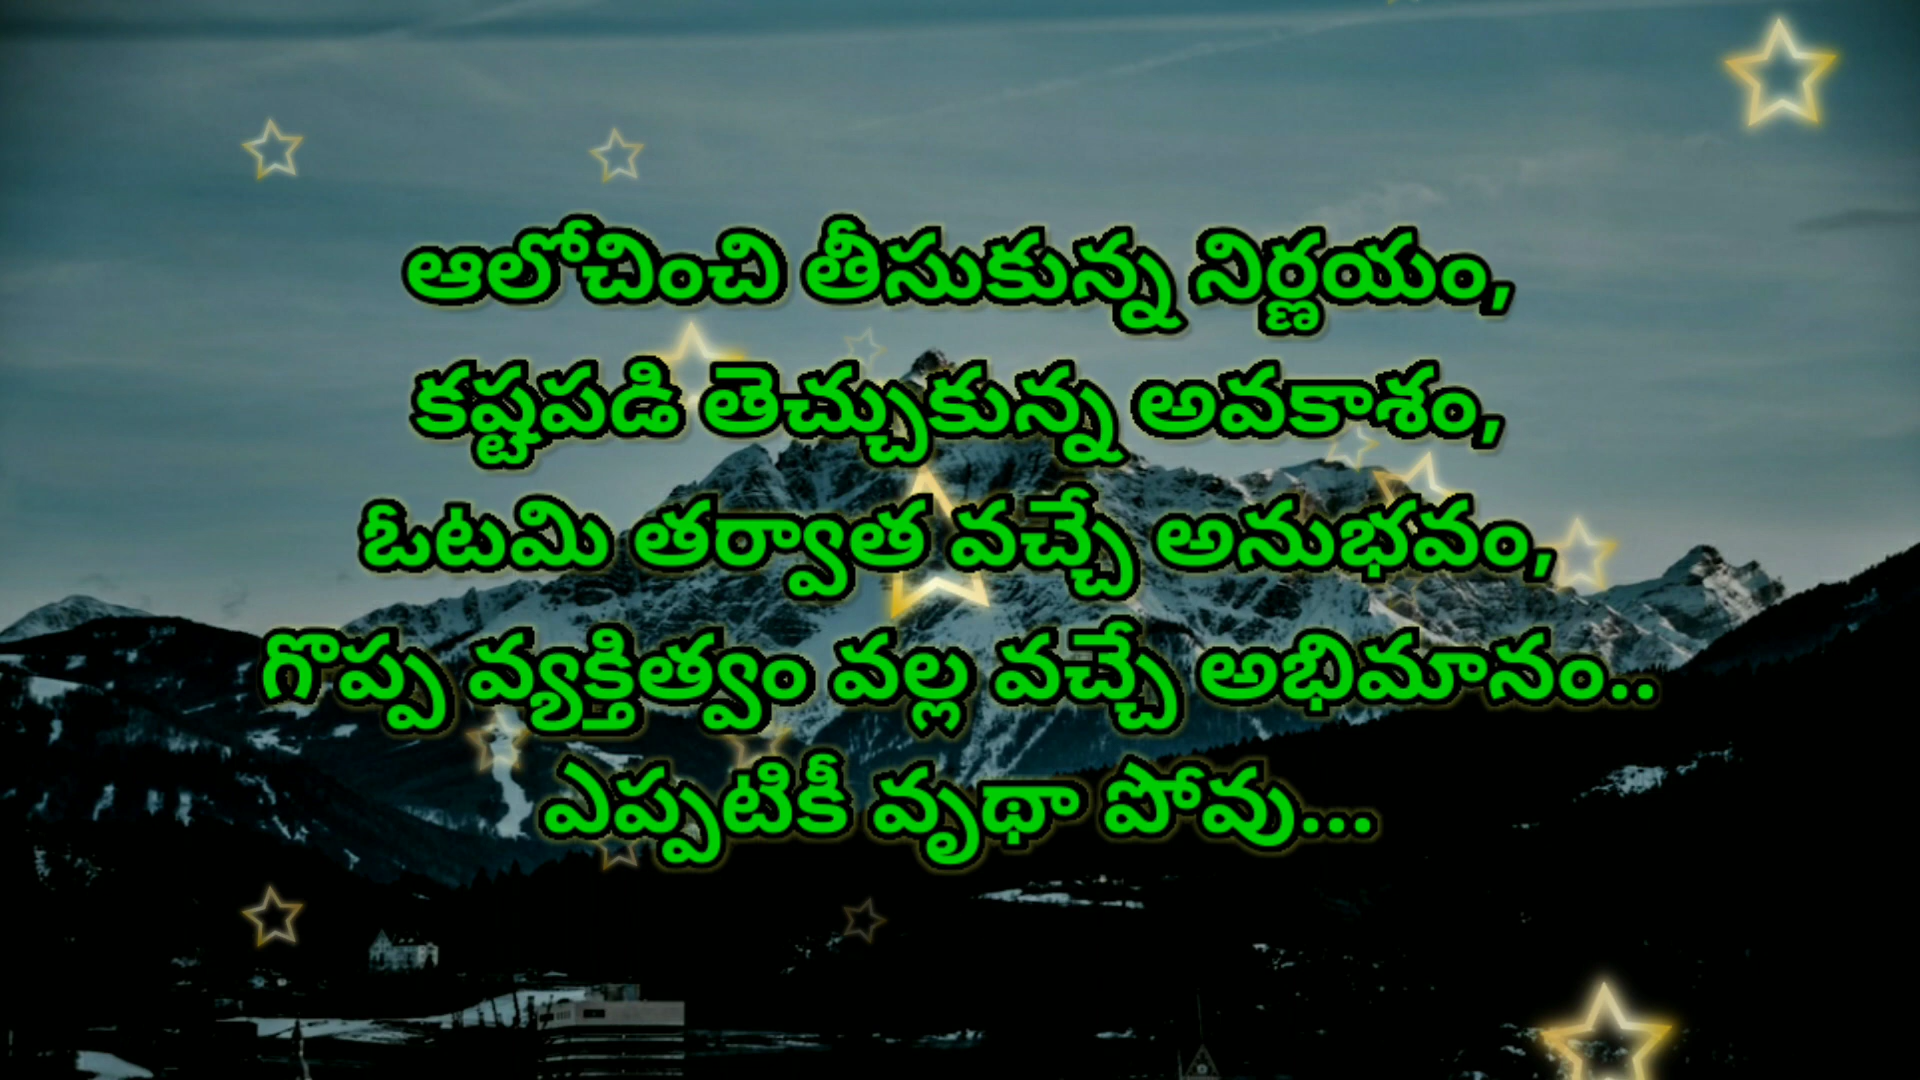 ఆలోచించి తీసుకున్న నిర్ణయం,
కష్టపడి తెచ్చుకున్న అవకాశం,
ఓటమి తర్వాత వచ్చే అనుభవం,
గొప్ప వ్యక్తిత్వం వల్ల వచ్చే అభిమానం..
ఎప్పటికీ వృథా పోవు...